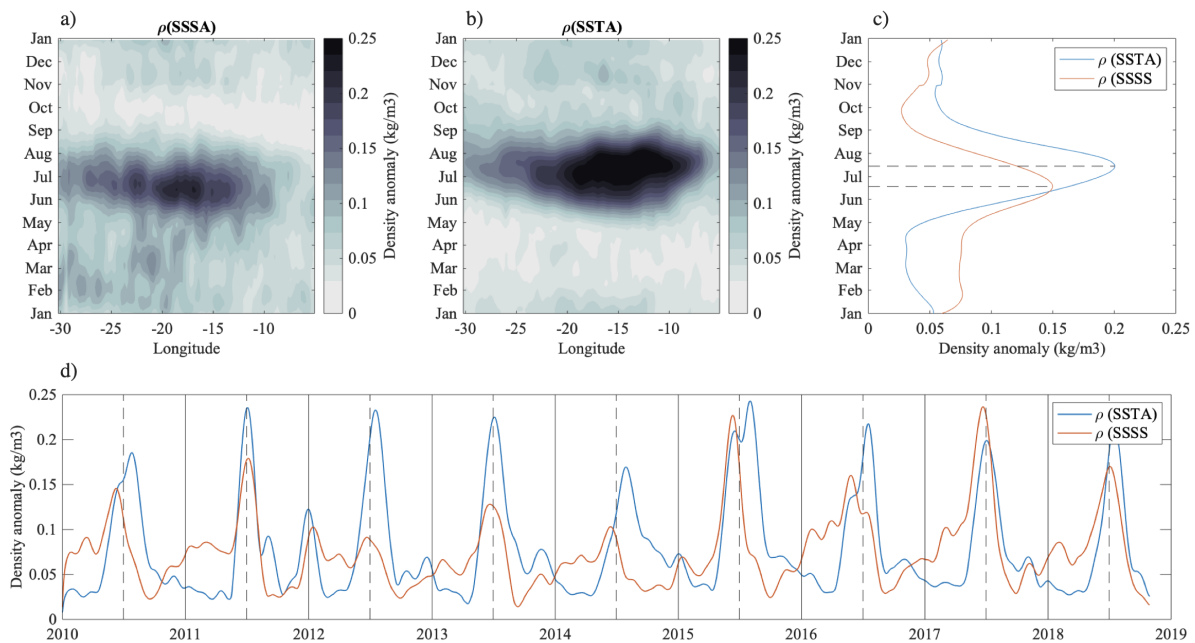 a)
ρ(SSSA)
Jan
Dec
Nov
Oct
Sep
Aug
Jul
Jun
May
Apr
Mar
Feb
Jan
-30 -25 -20 -15 -10
Longitude
0.25
0.2
0.15
0.1
0.05
0
Density anomaly (kg/m3)
b)
ρ(SSTA)
Jan
Dec
Nov
Oct
Sep
Aug
Jul
Jun
May
Apr
Mar
Feb
Jan
-30 -25 -20 -15 -10
Longitude
0.25
0.2
0.15
0.1
0.05
0
Density anomaly (kg/m3)
c)
ρ (SSTA)
ρ (SSSS
Jan
Dec
Nov
Oct
Sep
Aug
Jul
Jun
May
Apr
Mar
Feb
Jan
0 0.05 0.1 0.15 0.2 0.25
Density anomaly (kg/m3)
d)
Density anomaly (kg/m3)
0.25
0.2
0.15
0.1
0.05
0
ρ (SSTA)
ρ (SSSS
2010 2011 2012 2013 2014 2015 2016 2017 2018 2019